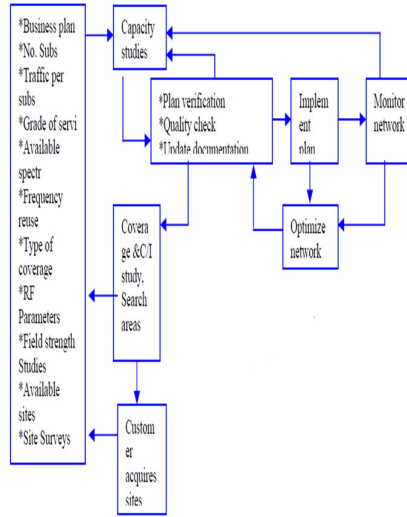 *Business plan
*No. Subs
*Traffic per
subs
*Grade of servi
*Available
spectr
*Frequency
reuse
*Type of
coverage
*RF
Parameters
*Field strength
Studies
*Available
sites
*Site Surveys
Capacity
studies
*Plan verification
*Quality check
*Update documentation
Implem
ent
plan
Monitor
network
Optimize
network
Covera
ge &C/I
study,
Search
areas
Custom
er
acquires
sites